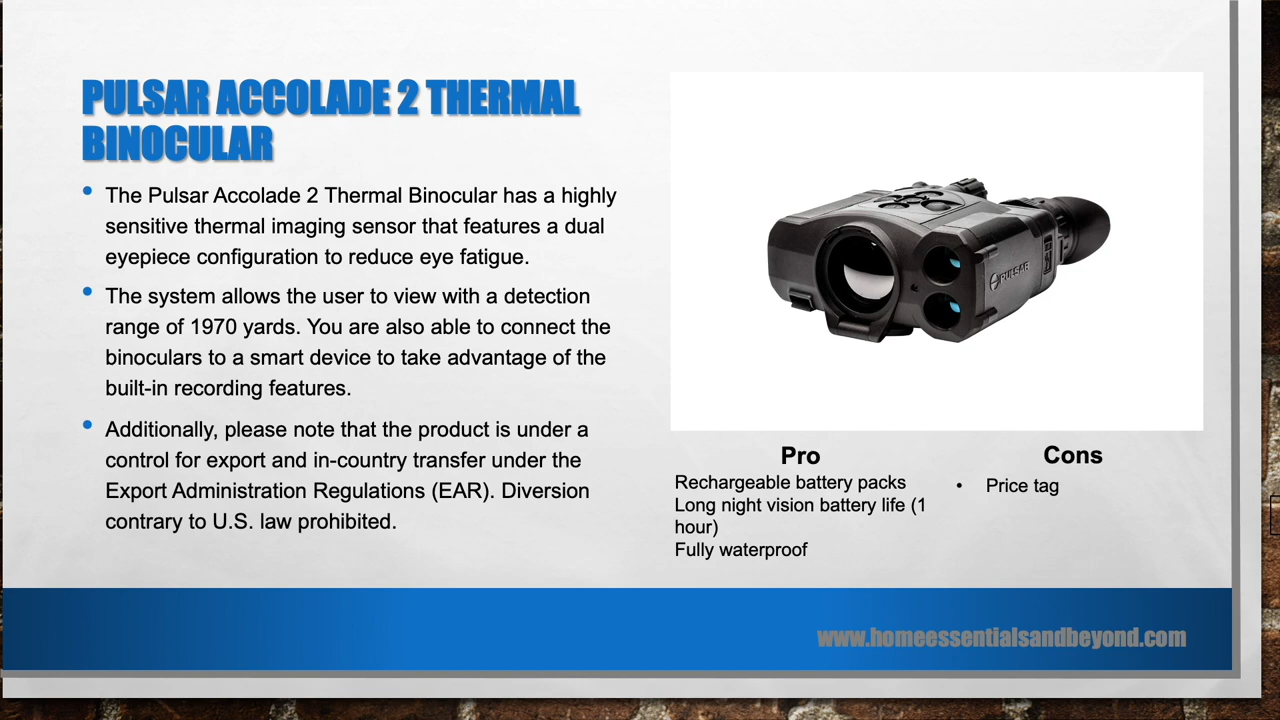 PULSAR ACCOLADE 2 THERMAL
BINOCULAR
• The Pulsar Accolade 2 Thermal Binocular has a highly
sensitive thermal imaging sensor that features a dual
eyepiece configuration to reduce eye fatigue.
• The system allows the user to view with a detection
range of 1970 yards. You are also able to connect the
binoculars to a smart device to take advantage of the
built-in recording features.
• Additionally, please note that the product is under a
control for export and in-country transfer under the
Export Administration Regulations (EAR). Diversion
contrary to U.S. law prohibited.
PULSAR
Pro
Rechargeable battery packs
Long night vision battery life (1
hour)
Fully waterproof
Cons
• Price tag
www.homeessentialsandbeyond.com